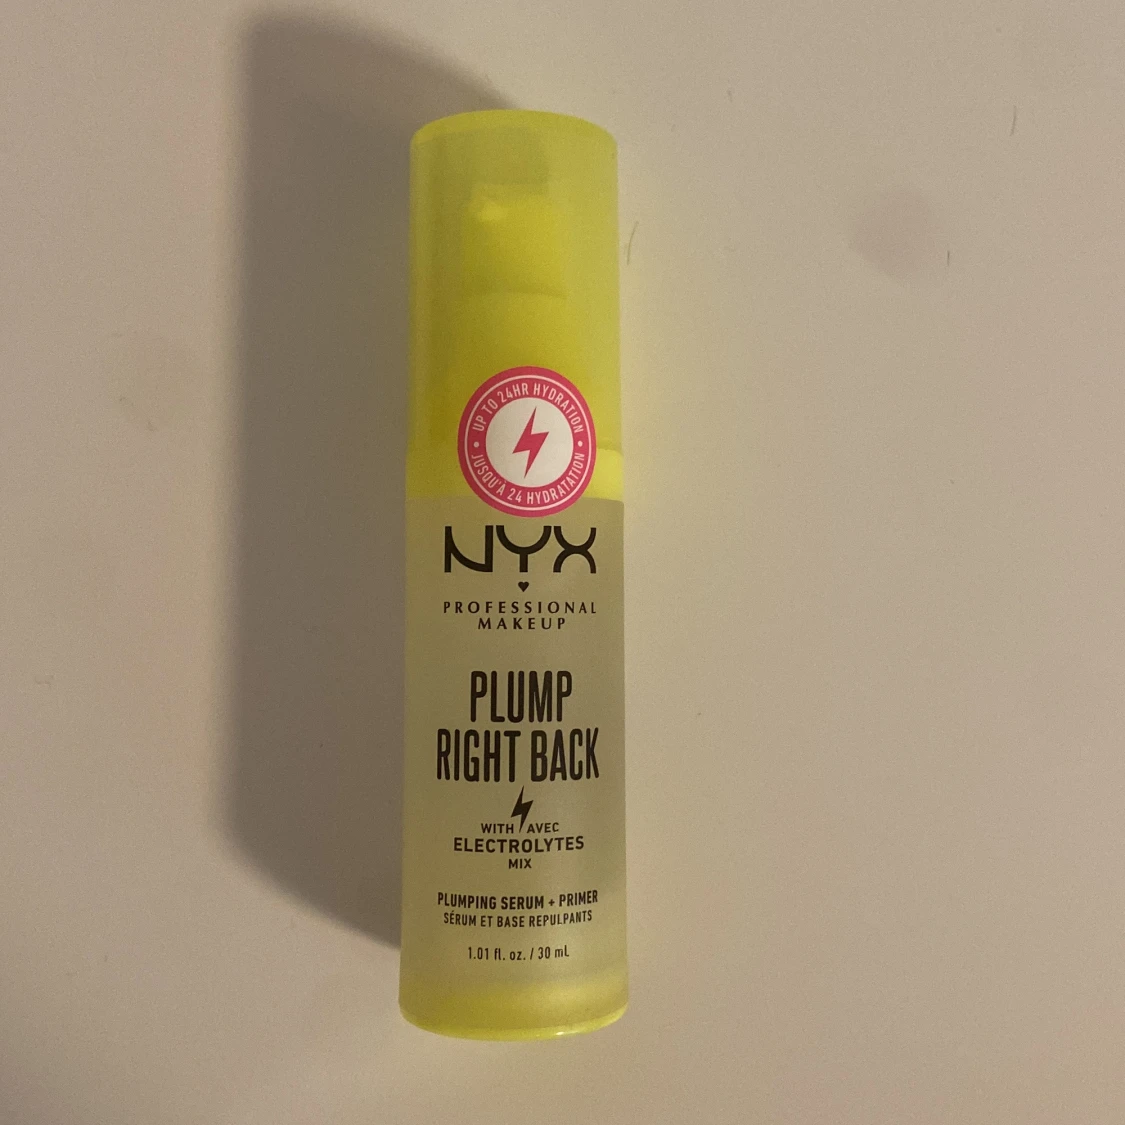 UP TO 24HR HYDRATION
JUSQU'À 24 HYDRATATION
NYX
PROFESSIONAL
MAKEUP
PLUMP
RIGHT BACK
WITH AVEC
ELECTROLYTES
MIX
PLUMPING SERUM + PRIMER
SÉRUM ET BASE REPULPANTS
1.01 fl. oz. / 30 mL